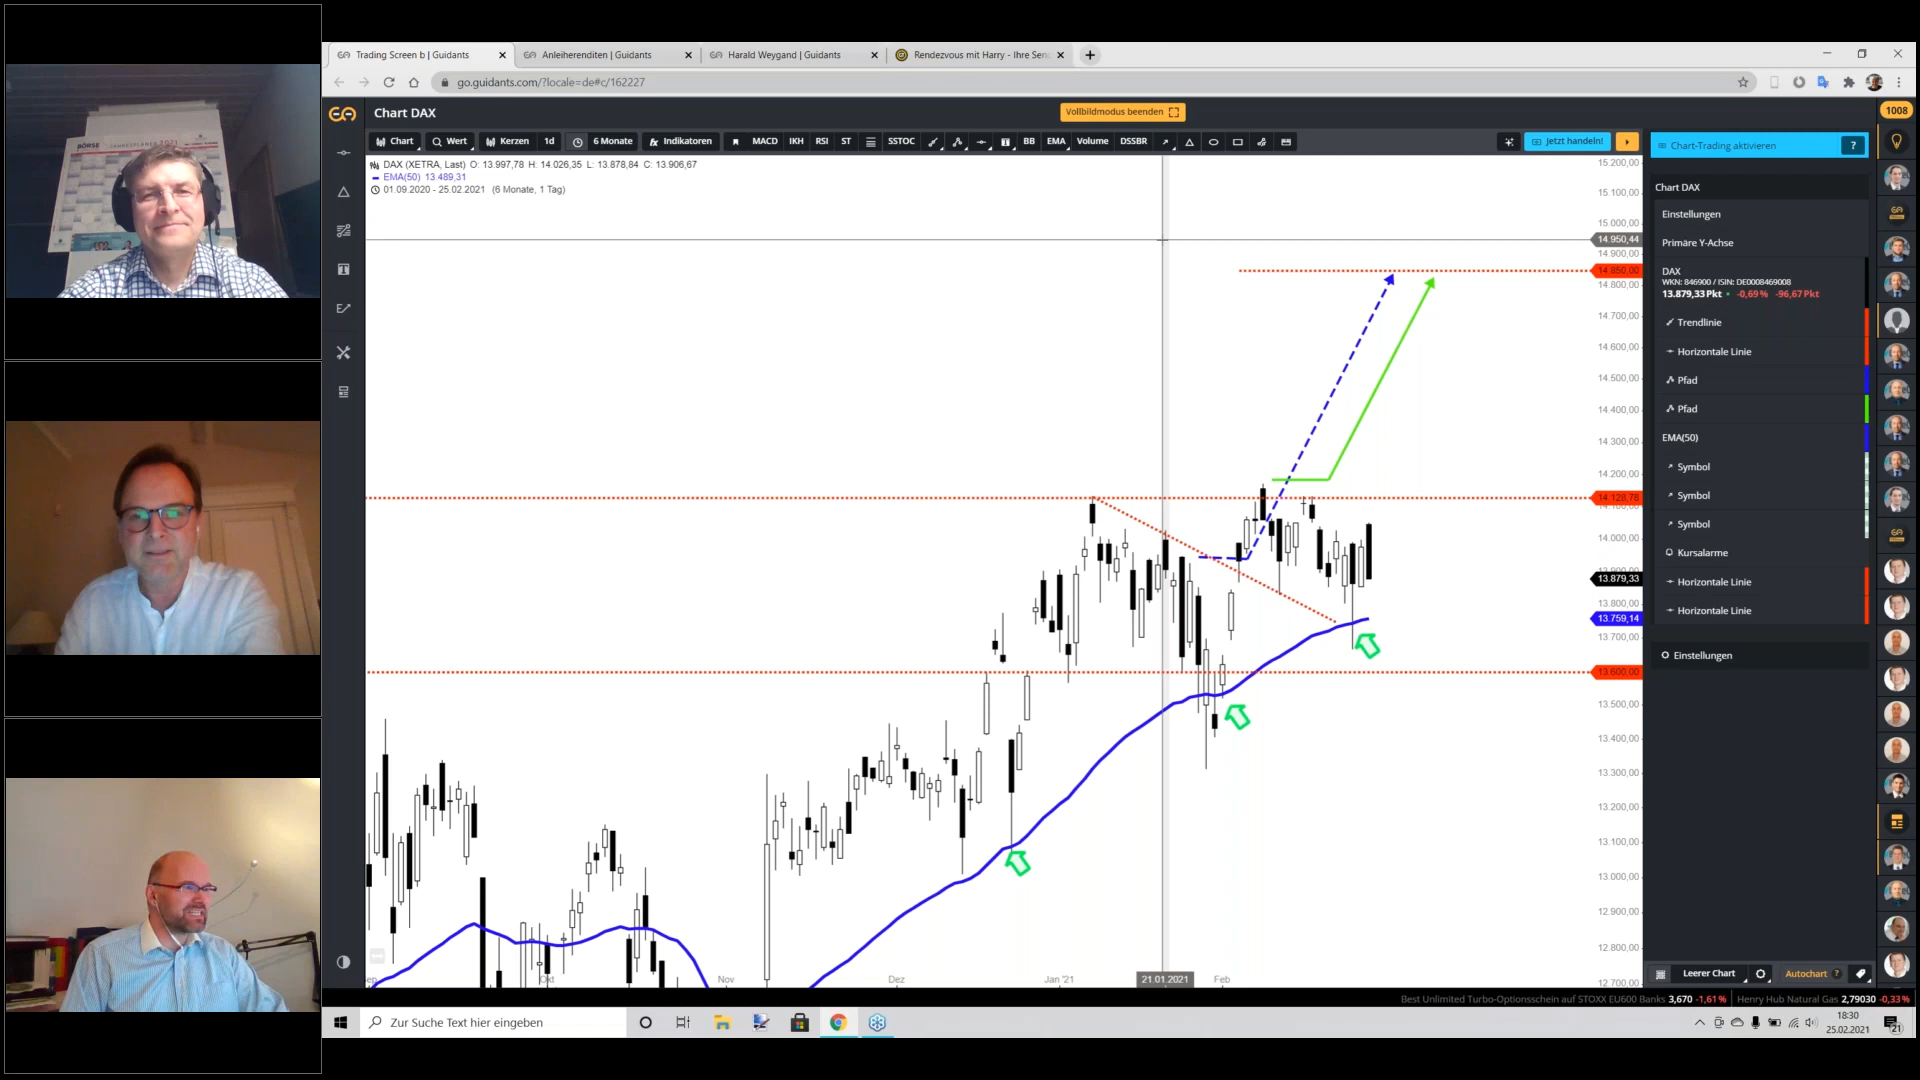 Trading Screen b | Guidants
Anleiherenditen | Guidants
Harald Weygand | Guidants
Rendezvous mit Harry - Ihre Sen
go.guidants.com/?locale=de#c/162227
Chart DAX
Vollbildmodus beenden
1008
Chart
Wert
Kerzen
1d
6 Monate
Indikatoren
MACD
IKH
RSI
ST
SSTOC
BB
EMA
Volume
DSSBR
Jetzt handeln!
Chart-Trading aktivieren
?
DAX (XETRA, Last) O: 13.997,78 H: 14.026,35 L: 13.878,84 C: 13.906,67
EMA(50) 13.489,31
01.09.2020 - 25.02.2021 (6 Monate, 1 Tag)
15.200,00
15.100,00
15.000,00
14.950,44
14.900,00
14.850,00
14.800,00
14.700,00
14.600,00
14.500,00
14.400,00
14.300,00
14.200,00
14.128,78
14.000,00
13.879,33
13.800,00
13.759,14
13.700,00
13.600,00
13.500,00
13.400,00
13.300,00
13.200,00
13.100,00
13.000,00
12.900,00
12.800,00
12.700,00
Okt
Nov
Dez
Jan '21
21.01.2021
Feb
Chart DAX
Einstellungen
Primäre Y-Achse
DAX
WKN: 846900 / ISIN: DE0008469008
13.879,33 Pkt • -0,69% -96,67 Pkt
Trendlinie
Horizontale Linie
Pfad
Pfad
EMA(50)
Symbol
Symbol
Symbol
Kursalarme
Horizontale Linie
Horizontale Linie
Einstellungen
Leerer Chart
Autochart ?
Best Unlimited Turbo-Optionsschein auf STOXX EU600 Banks 3,670 -1,61%
Henry Hub Natural Gas 2,79030 -0,33%
Zur Suche Text hier eingeben
18:30
25.02.2021
21
BÖRSE